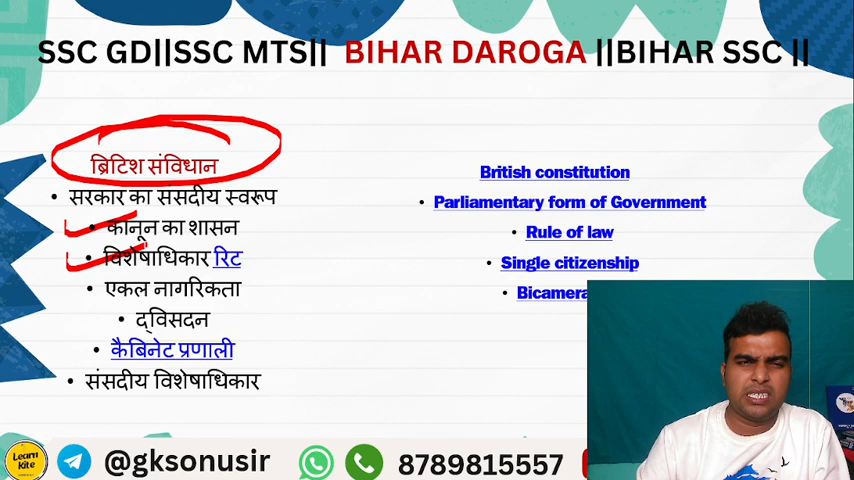 SSC GD||SSC MTS|| BIHAR DAROGA ||BIHAR SSC ||
ब्रिटिश संविधान
• सरकार का संसदीय स्वरूप
• कानून का शासन
• विशेषाधिकार रिट
• एकल नागरिकता
• द्विसदन
• कैबिनेट प्रणाली
• संसदीय विशेषाधिकार
British constitution
• Parliamentary form of Government
• Rule of law
• Single citizenship
• Bicamera
Learn
Kite
@gksonusir
8789815557